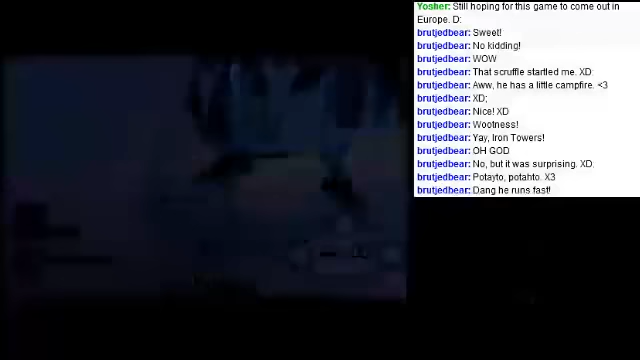 Yosher: Still hoping for this game to come out in
Europe. D:
brutjedbear: Sweet!
brutjedbear: No kidding!
brutjedbear: WOW
brutjedbear: That scruffle startled me. XD
brutjedbear: Aww, he has a little campfire. <3
brutjedbear: XD;
brutjedbear: Nice! XD
brutjedbear: Wootness!
brutjedbear: Yay, Iron Towers!
brutjedbear: OH GOD
brutjedbear: No, but it was surprising. XD.
brutjedbear: Potayto, potahto. X3
brutjedbear: Dang he runs fast!